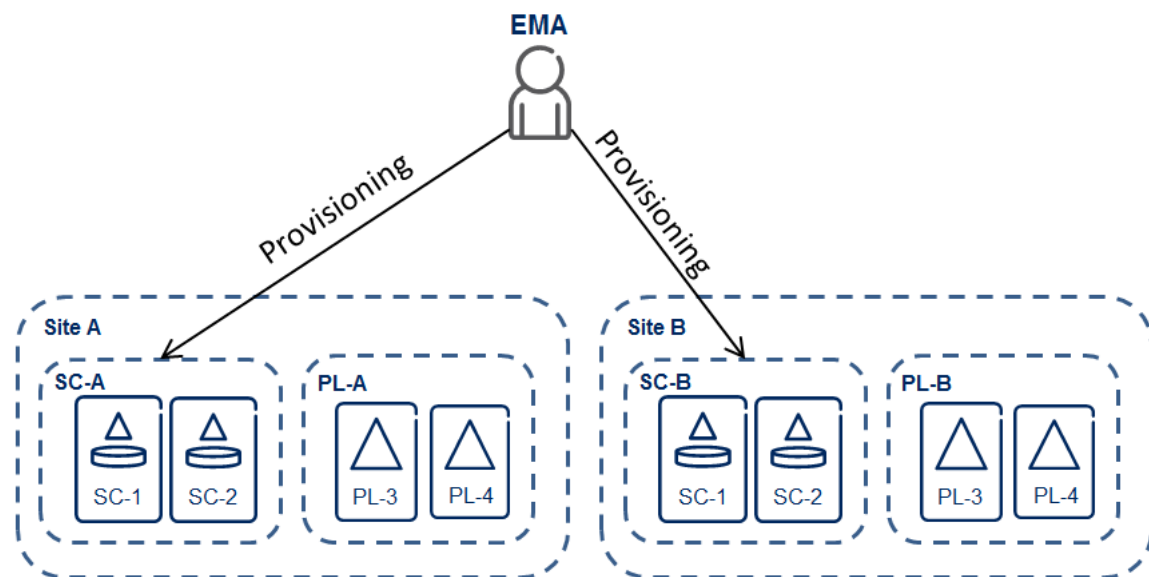 EMA
Provisioning
Provisioning
Site A
SC-A
SC-1
SC-2
PL-A
PL-3
PL-4
Site B
SC-B
SC-1
SC-2
PL-B
PL-3
PL-4